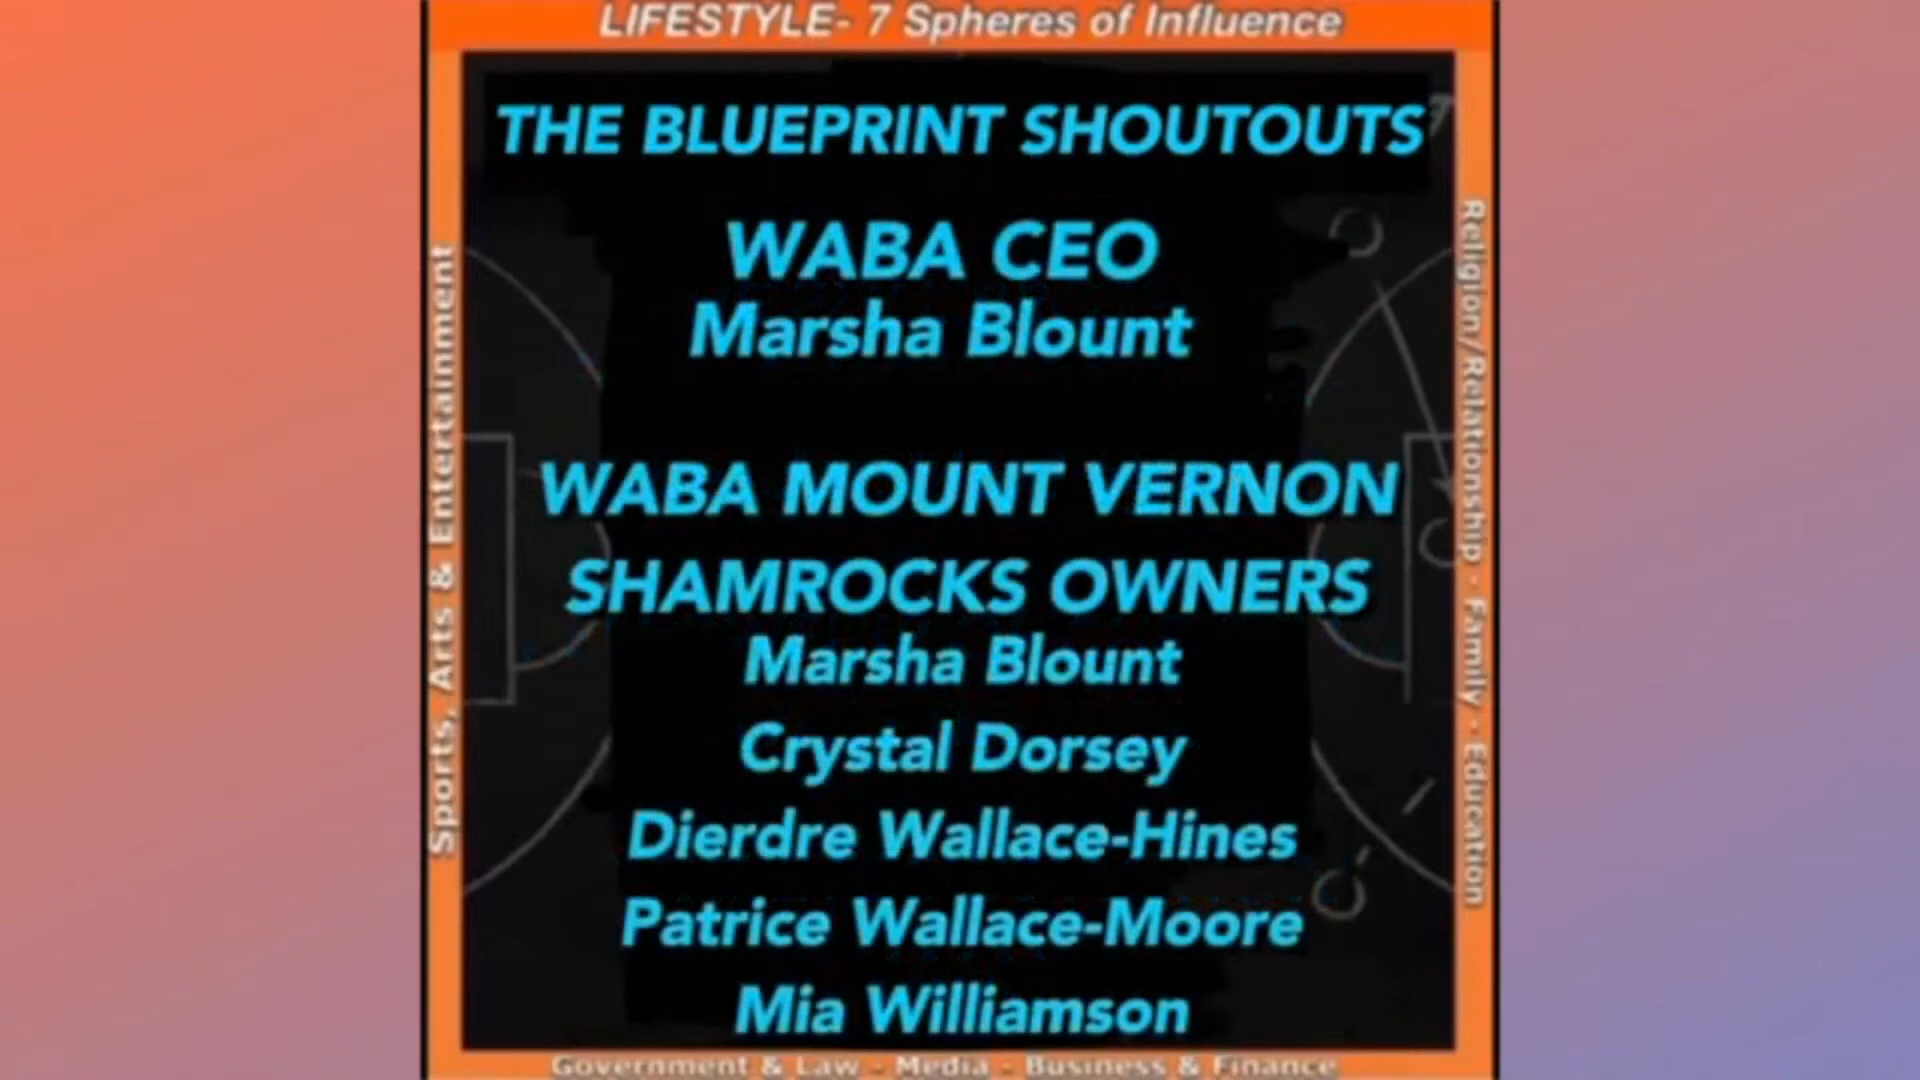 LIFESTYLE- 7 Spheres of Influence
THE BLUEPRINT SHOUTOUTS
WABA CEO
Marsha Blount
WABA MOUNT VERNON
SHAMROCKS OWNERS
Marsha Blount
Crystal Dorsey
Dierdre Wallace-Hines
Patrice Wallace-Moore
Mia Williamson
Sports, Arts & Entertainment
Religion/Relationship · Family · Education
Government & Law - Media - Business & Finance